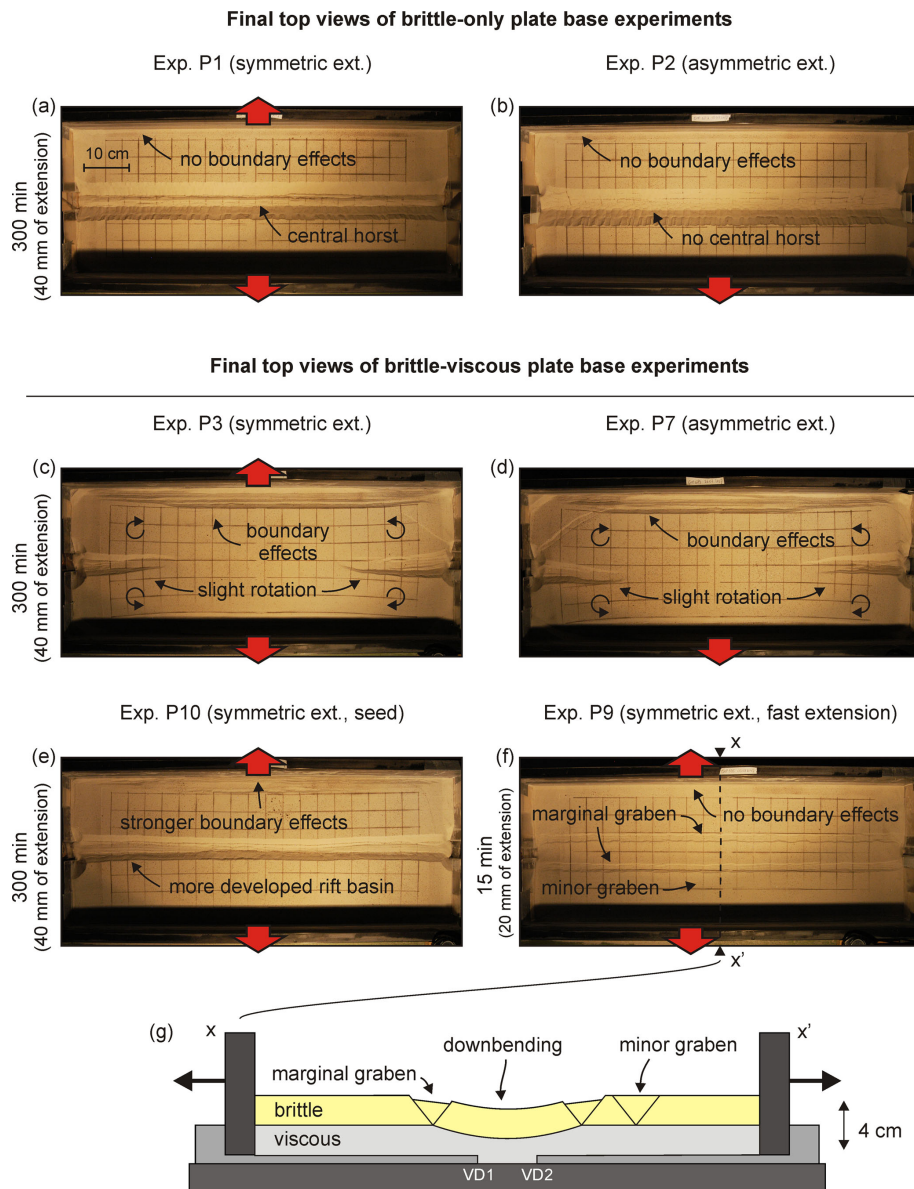 Final top views of brittle-only plate base experiments
Exp. P1 (symmetric ext.)
Exp. P2 (asymmetric ext.)
(a)
(b)
10 cm
no boundary effects
central horst
no boundary effects
no central horst
300 min
(40 mm of extension)
Final top views of brittle-viscous plate base experiments
Exp. P3 (symmetric ext.)
Exp. P7 (asymmetric ext.)
(c)
(d)
boundary
effects
slight rotation
boundary effects
slight rotation
300 min
(40 mm of extension)
Exp. P10 (symmetric ext., seed)
Exp. P9 (symmetric ext., fast extension)
(e)
stronger boundary effects
more developed rift basin
300 min
(40 mm of extension)
(f)
x
marginal graben
no boundary effects
minor graben
x'
15 min
(20 mm of extension)
(g)
x
x'
downbending
minor graben
marginal graben
brittle
viscous
4 cm
VD1
VD2